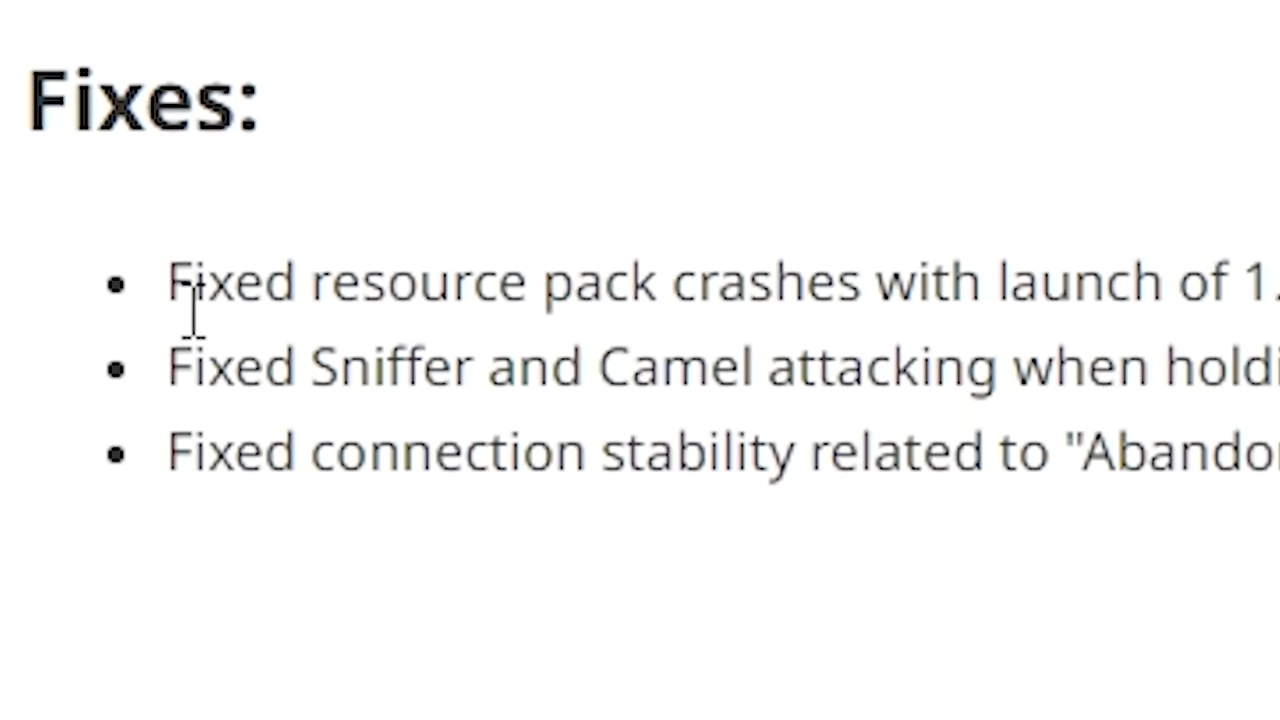 Fixes:
Fixed resource pack crashes with launch of 1.
Fixed Sniffer and Camel attacking when
Fixed connection stability related to "